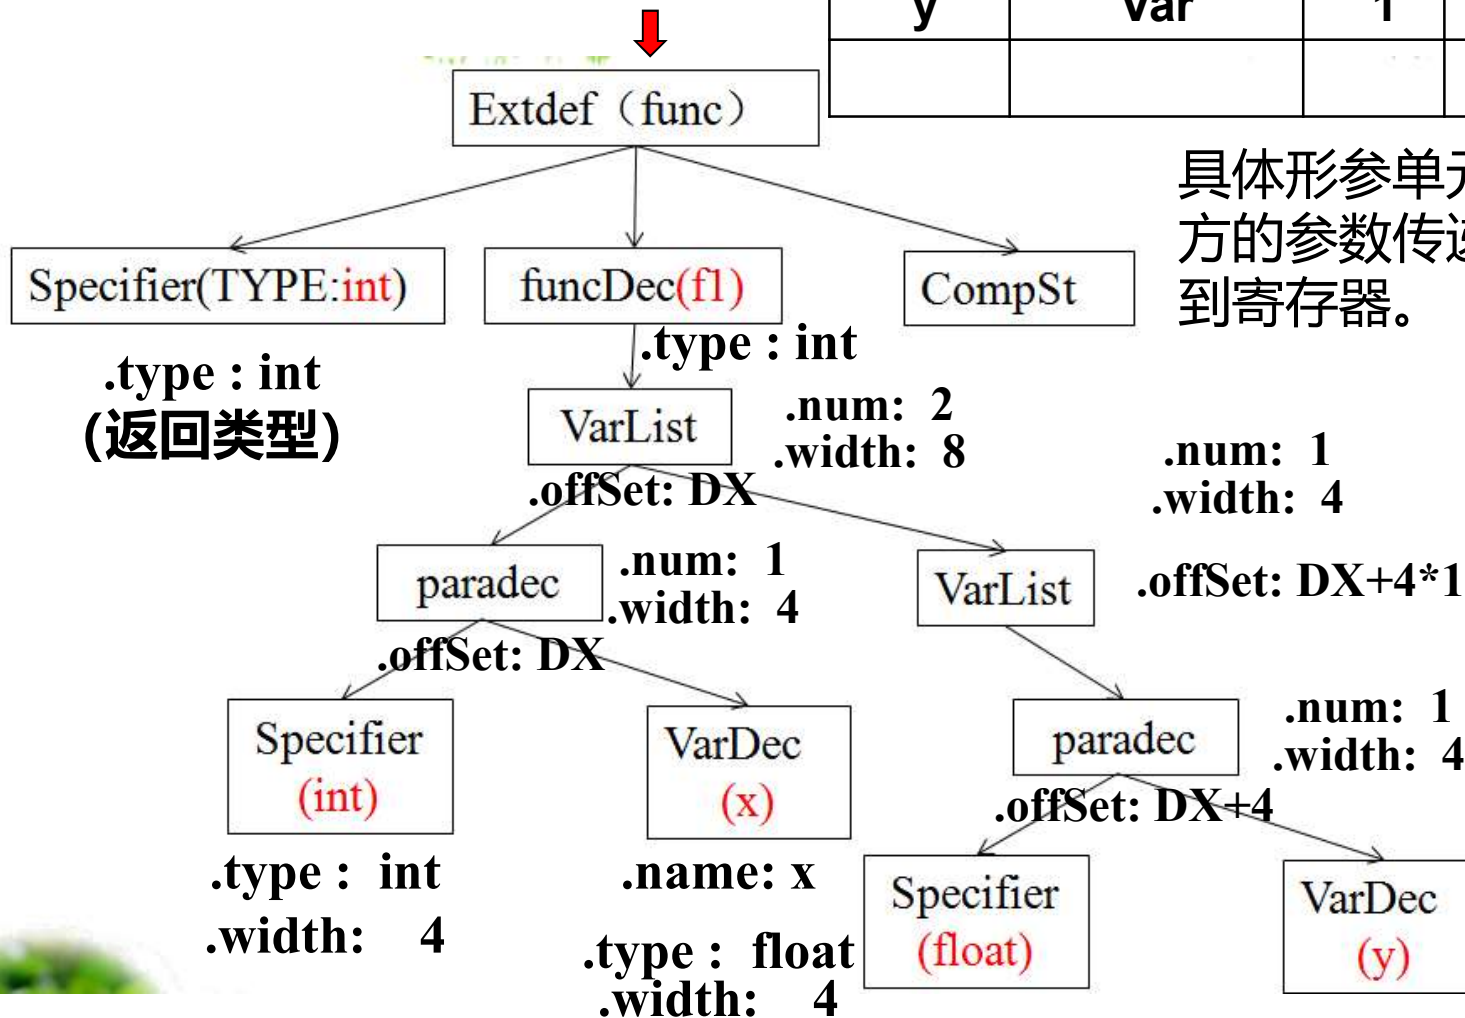 y var 1
Extdef（func）
具体形参单元
方的参数传递
到寄存器。
Specifier(TYPE:int)
funcDec(f1)
CompSt
.type : int
.type : int
(返回类型)
VarList
.num: 2
.width: 8
.num: 1
.width: 4
.offSet: DX
paradec
.num: 1
.width: 4
VarList
.offSet: DX+4*1
.offSet: DX
Specifier
(int)
VarDec
(x)
paradec
.num: 1
.width: 4
.offSet: DX+4
.type : int
.width: 4
.name: x
Specifier
(float)
VarDec
(y)
.type : float
.width: 4